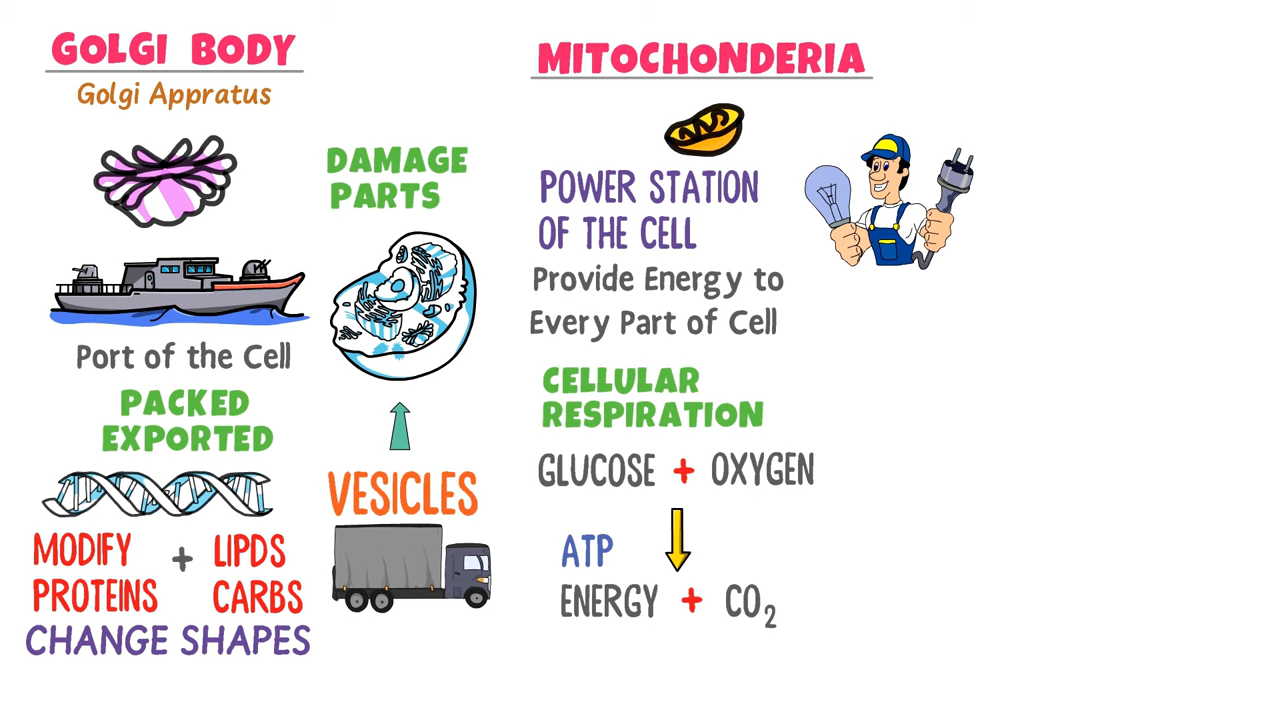 GOLGI BODY
Golgi Appratus
Port of the Cell
PACKED
EXPORTED
MODIFY
PROTEINS
+
LIPDS
CARBS
CHANGE SHAPES
DAMAGE
PARTS
VESICLES
MITOCHONDERIA
POWER STATION
OF THE CELL
Provide Energy to
Every Part of Cell
CELLULAR
RESPIRATION
GLUCOSE + OXYGEN
ATP
ENERGY + CO₂